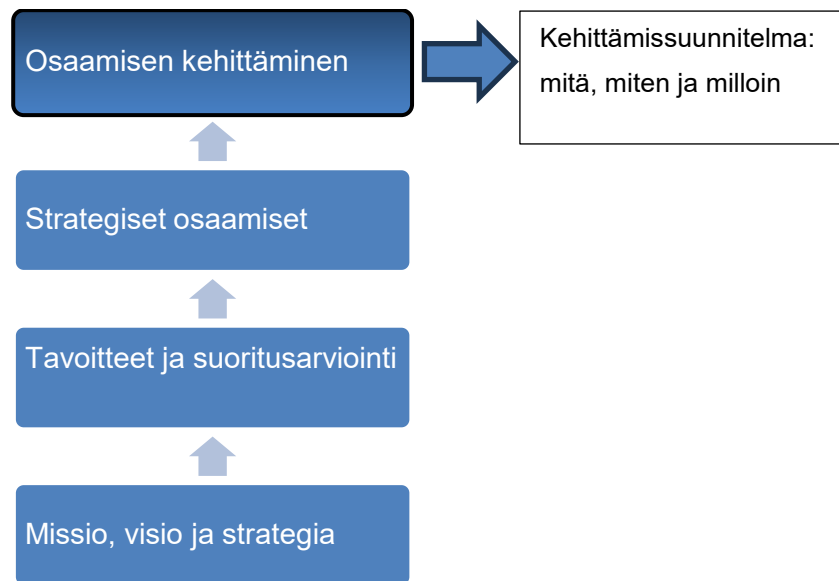 Osaamisen kehittäminen
Kehittämissuunnitelma:
mitä, miten ja milloin
Strategiset osaamiset
Tavoitteet ja suoritusarviointi
Missio, visio ja strategia